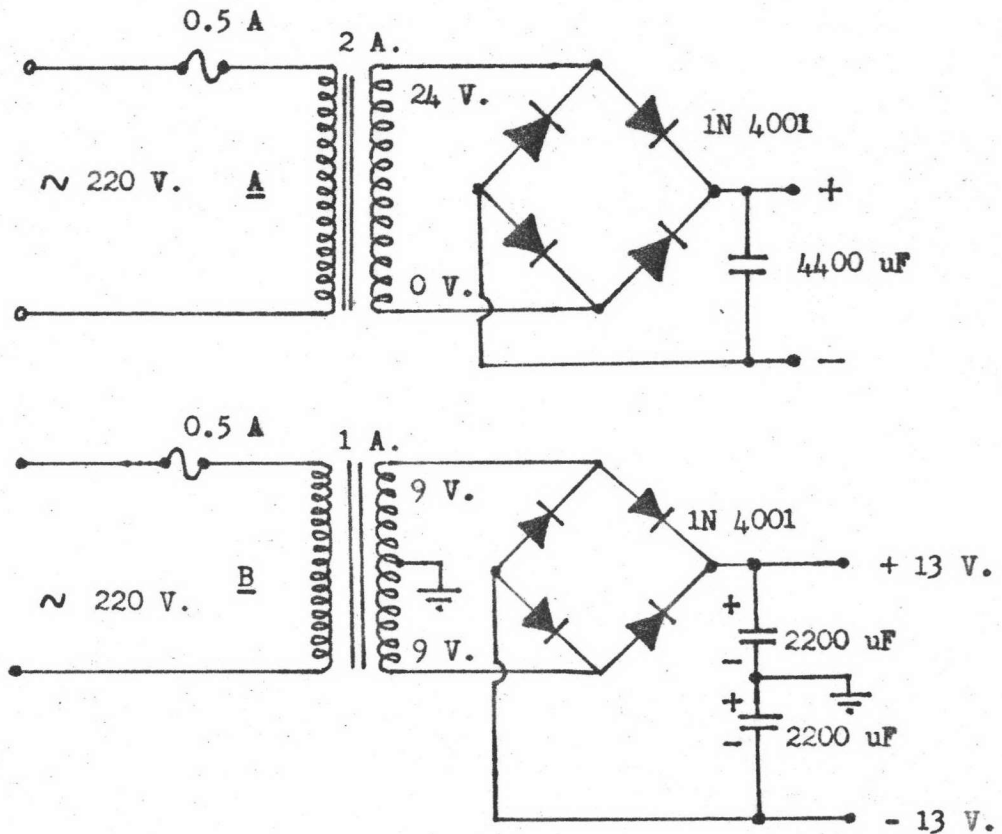 0.5 A
2 A.
24 V.
1N 4001
~ 220 V.
A
+
4400 uF
0 V.
-
0.5 A
1 A.
9 V.
1N 4001
+ 13 V.
~ 220 V.
B
+
2200 uF
-
+
2200 uF
-
9 V.
- 13 V.